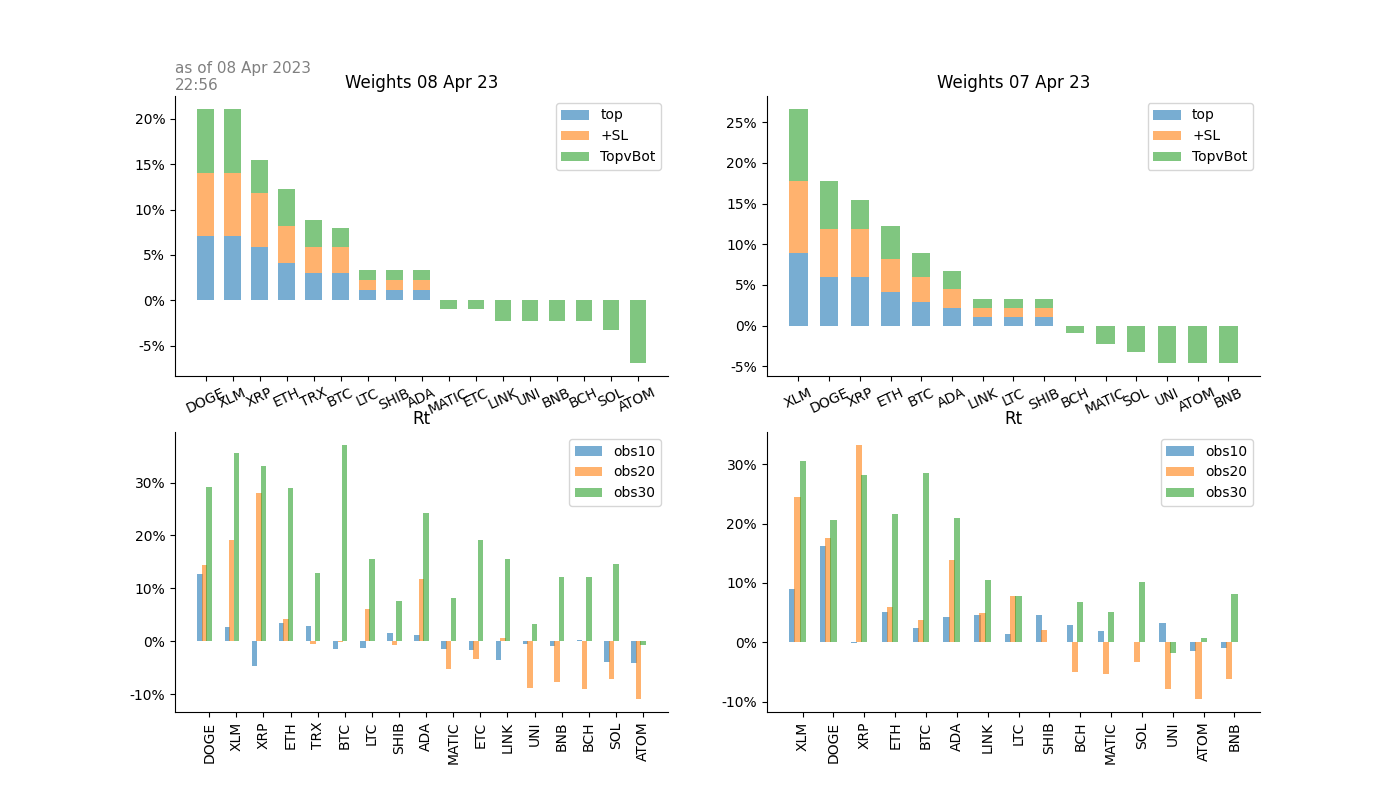 as of 08 Apr 2023
22:56
Weights 08 Apr 23
20%
15%
10%
5%
0%
-5%
top
+SL
TopvBot
DOGE XLM XRP ETH TRX BTC LTC SHIB ADA MATIC ETC LINK UNI BNB BCH SOL ATOM
Weights 07 Apr 23
25%
20%
15%
10%
5%
0%
-5%
top
+SL
TopvBot
XLM DOGE XRP ETH BTC ADA LINK LTC SHIB BCH MATIC SOL UNI ATOM BNB
Rt
30%
20%
10%
0%
-10%
obs10
obs20
obs30
DOGE XLM XRP ETH TRX BTC LTC SHIB ADA MATIC ETC LINK UNI BNB BCH SOL ATOM
Rt
30%
20%
10%
0%
-10%
obs10
obs20
obs30
XLM DOGE XRP ETH BTC ADA LINK LTC SHIB BCH MATIC SOL UNI ATOM BNB